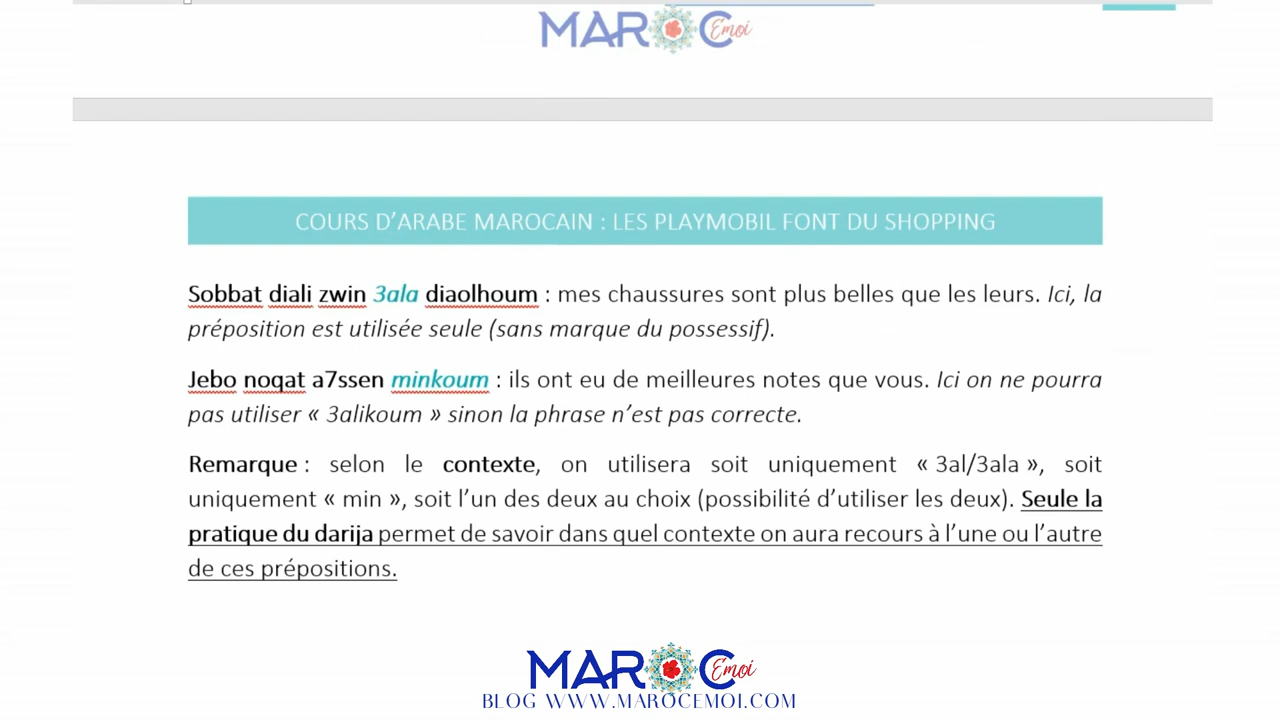 MAROC Emoi
COURS D'ARABE MAROCAIN : LES PLAYMOBIL FONT DU SHOPPING
Sobbat diali zwin 3ala diaolhoum : mes chaussures sont plus belles que les leurs. Ici, la
préposition est utilisée seule (sans marque du possessif).
Jebo noqat a7ssen minkoum : ils ont eu de meilleures notes que vous. Ici on ne pourra
pas utiliser « 3alikoum » sinon la phrase n'est pas correcte.
Remarque : selon le contexte, on utilisera soit uniquement « 3al/3ala », soit
uniquement « min », soit l'un des deux au choix (possibilité d'utiliser les deux). Seule la
pratique du darija permet de savoir dans quel contexte on aura recours à l'une ou l'autre
de ces prépositions.
MAROC Emoi
BLOG WWW.MAROCEMOI.COM